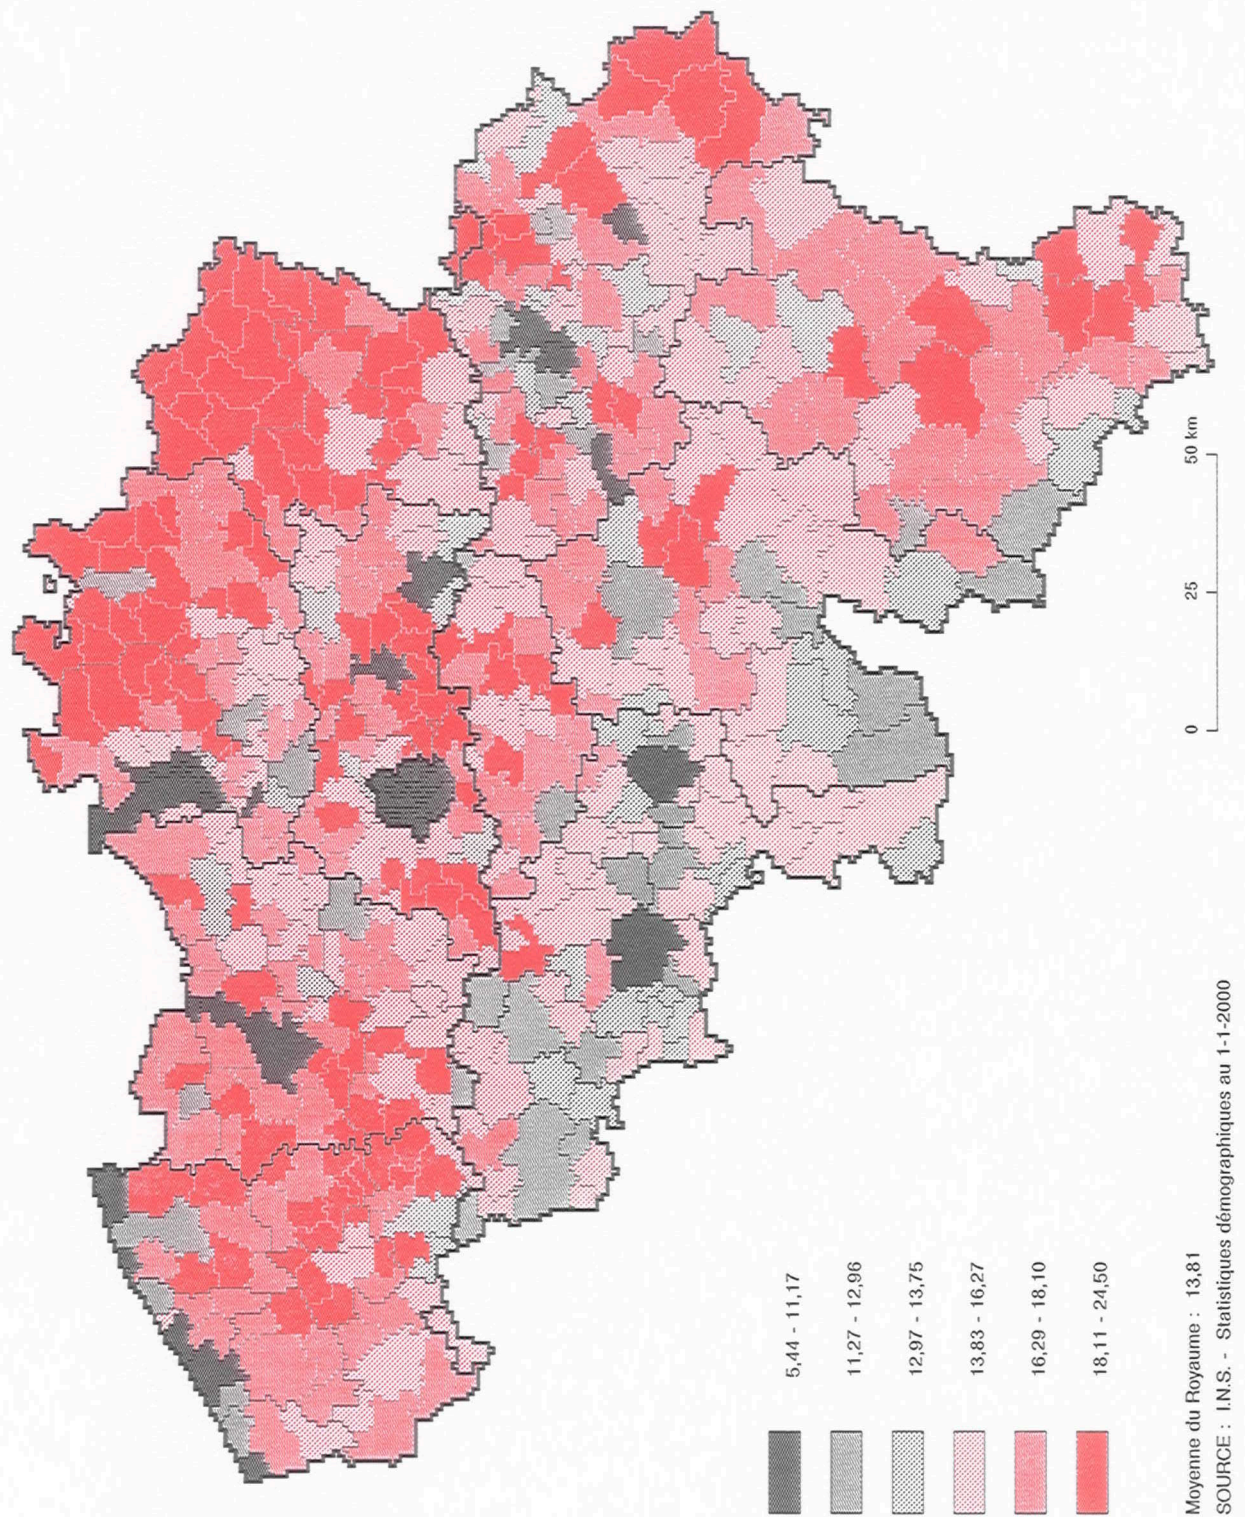 5,44 - 11,17
11,27 - 12,96
12,97 - 13,75
13,83 - 16,27
16,29 - 18,10
18,11 - 24,50
0 25 50 km
Moyenne du Royaume : 13,81
SOURCE : I.N.S. - Statistiques démographiques au 1-1-2000